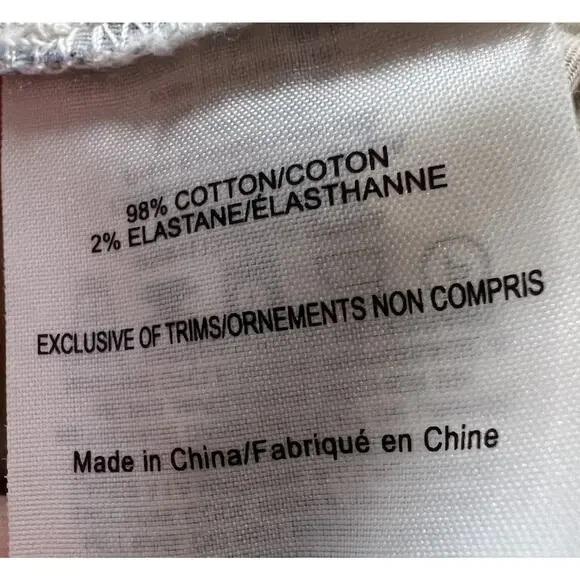 98% COTTON/COTON
2% ELASTANE/ÉLASTHANNE
EXCLUSIVE OF TRIMS/ORNEMENTS NON COMPRIS
Made in China/Fabriqué en Chine